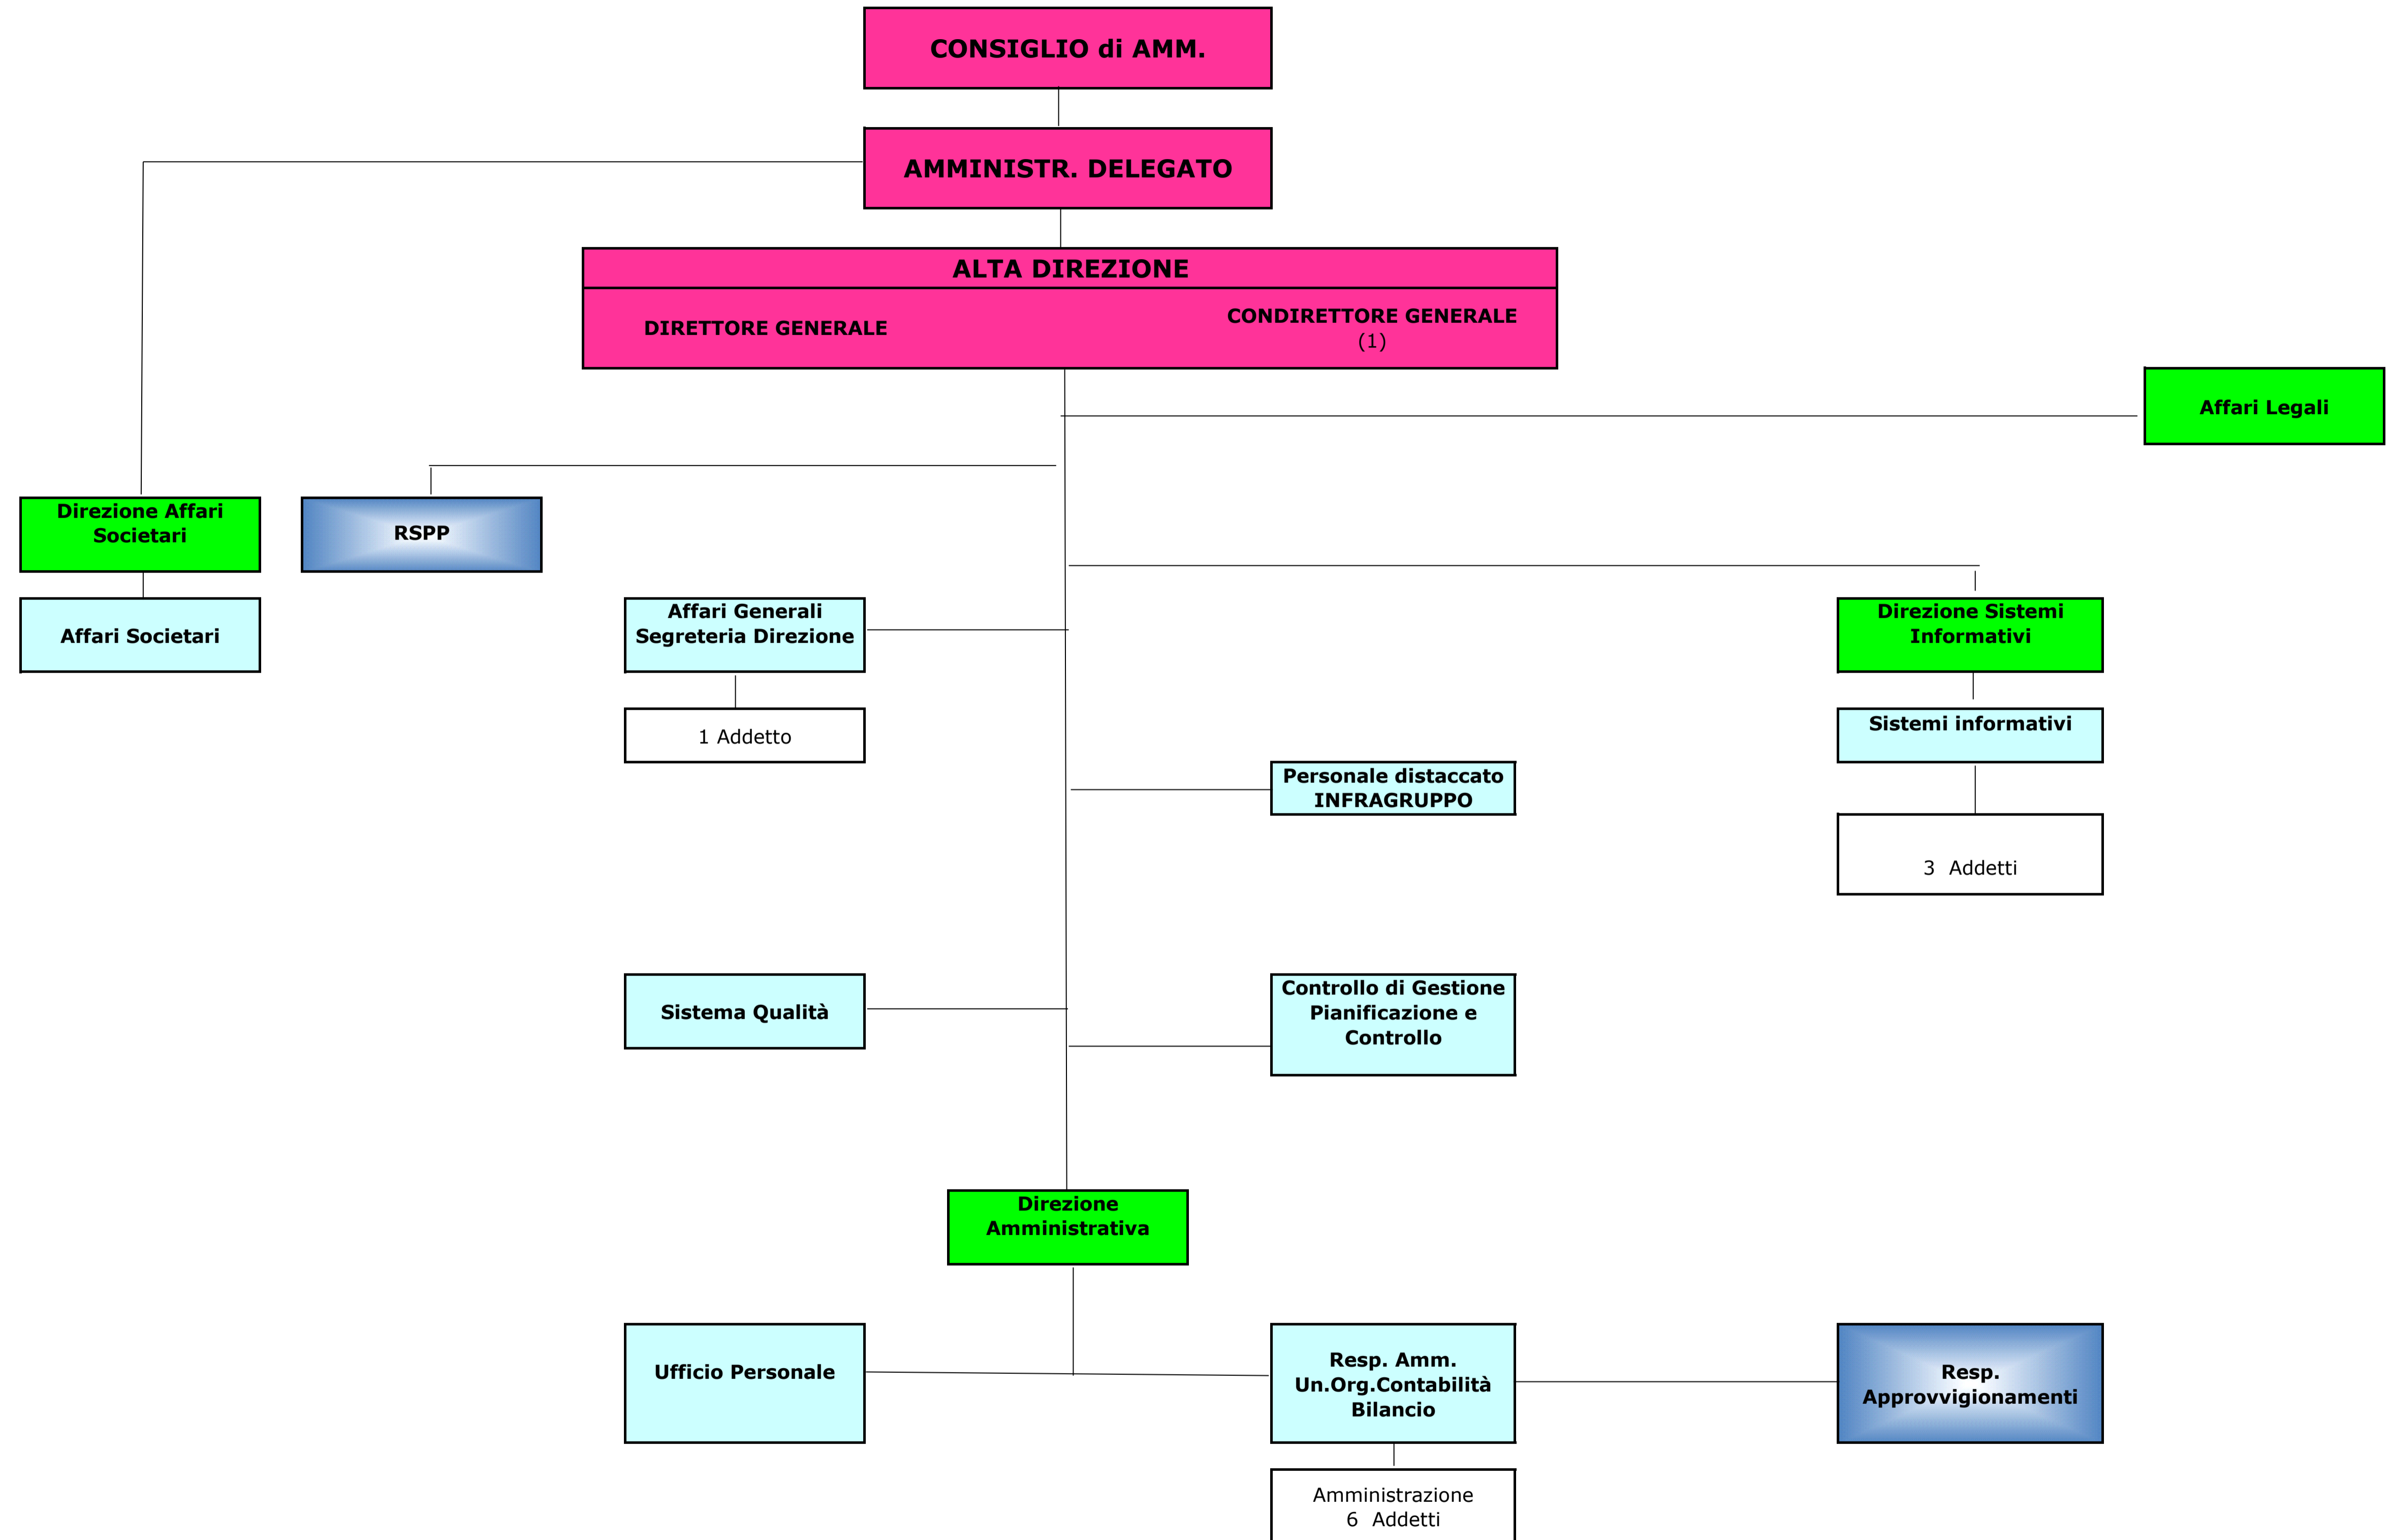 CONSIGLIO di AMM.
AMMINISTR. DELEGATO
ALTA DIREZIONE
DIRETTORE GENERALE
CONDIRETTORE GENERALE
(1)
Affari Legali
Direzione Affari
Societari
RSPP
Affari Societari
Affari Generali
Segreteria Direzione
Direzione Sistemi
Informativi
1 Addetto
Sistemi informativi
Personale distaccato
INFRAGRUPPO
3 Addetti
Sistema Qualità
Controllo di Gestione
Pianificazione e
Controllo
Direzione
Amministrativa
Ufficio Personale
Resp. Amm.
Un.Org.Contabilità
Bilancio
Resp.
Approvvigionamenti
Amministrazione
6 Addetti